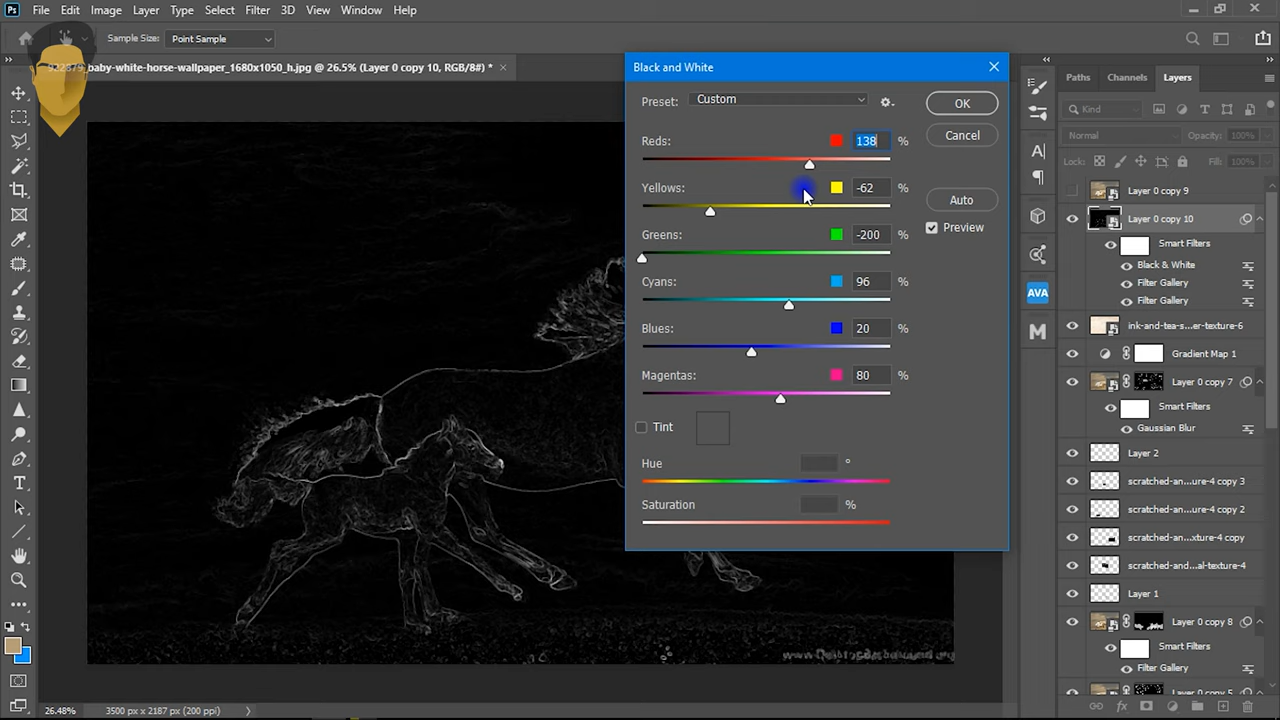 Ps File Edit Image Layer Type Select Filter 3D View Window Help
Sample Size: Point Sample
baby-white-horse-wallpaper_1680x1050_h.jpg @ 26.5% (Layer 0 copy 10, RGB/8#) *
Black and White
Preset: Custom
OK
Reds: 138 %
Cancel
Yellows: -62 %
Auto
Preview
Greens: -200 %
Cyans: 96 %
Blues: 20 %
Magentas: 80 %
Tint
Hue °
Saturation %
AVA
M
Paths Channels Layers
Kind
Normal Opacity: 100%
Lock: Fill: 100%
Layer 0 copy 9
Layer 0 copy 10
Smart Filters
Black & White
Filter Gallery
Filter Gallery
ink-and-tea-s...er-texture-6
Gradient Map 1
Layer 0 copy 7
Smart Filters
Gaussian Blur
Layer 2
scratched-an...ure-4 copy 3
scratched-an...ure-4 copy 2
scratched-an...xture-4 copy
scratched-and...al-texture-4
Layer 1
Layer 0 copy 8
Smart Filters
Filter Gallery
Layer 0 copy 5
26.48% 3500 px x 2187 px (200 ppi)